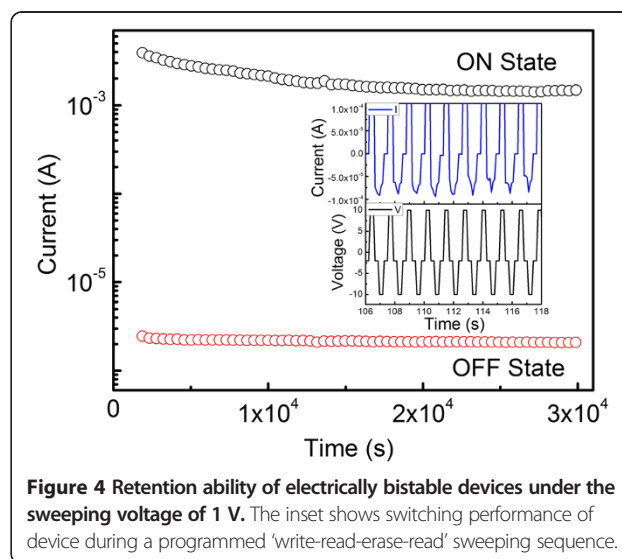 ON State
10⁻³
Current (A)
10⁻⁵
1.0x10⁻⁴
5.0x10⁻⁵
0.0
-5.0x10⁻⁵
-1.0x10⁻⁴
Current (A)
I
10
5
0
-5
-10
Voltage (V)
V
106 108 110 112 114 116 118
Time (s)
OFF State
0 1x10⁴ 2x10⁴ 3x10⁴
Time (s)
Figure 4 Retention ability of electrically bistable devices under the
sweeping voltage of 1 V. The inset shows switching performance of
device during a programmed ‘write-read-erase-read’ sweeping sequence.